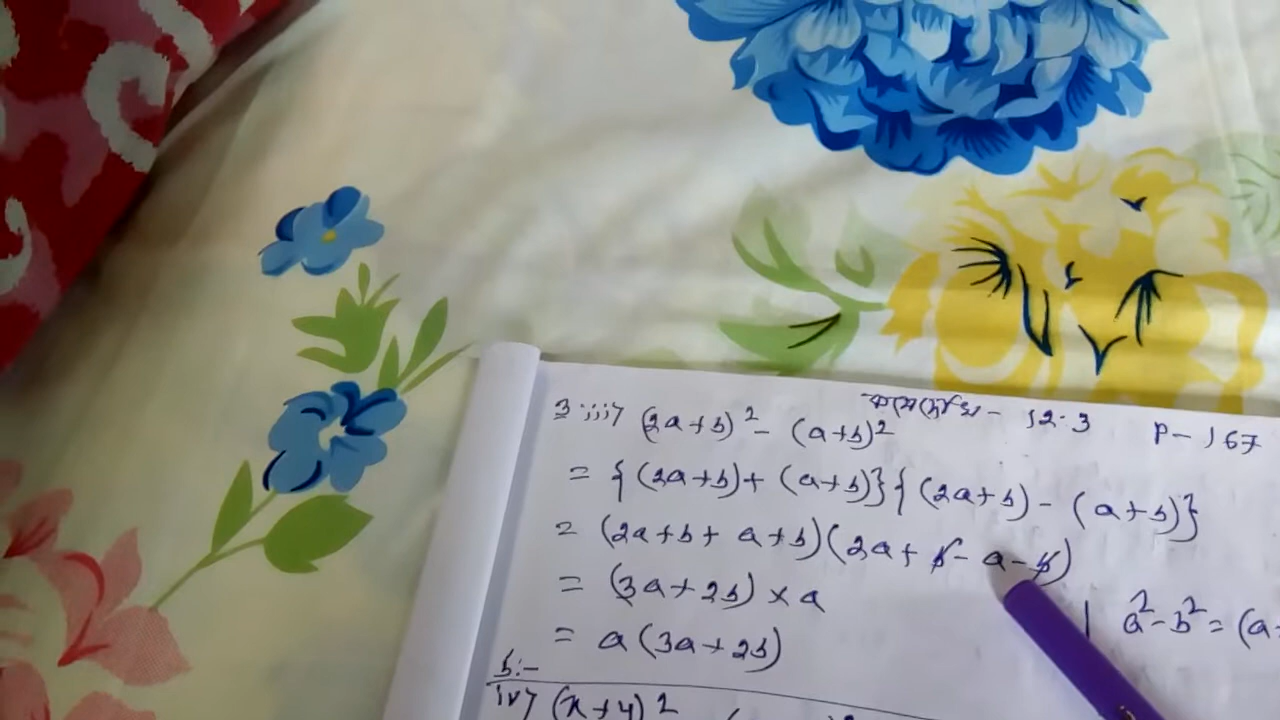 3.iii) (2a+b)² - (a+b)²
12.3
P- 167
= {(2a+b)+ (a+b)}{(2a+b) - (a+b)}
= (2a+b+ a+b)(2a+ b- a-b)
= (3a+2b) × a
a²-b² = (a-
= a(3a+2b)
iv) (x+y)²